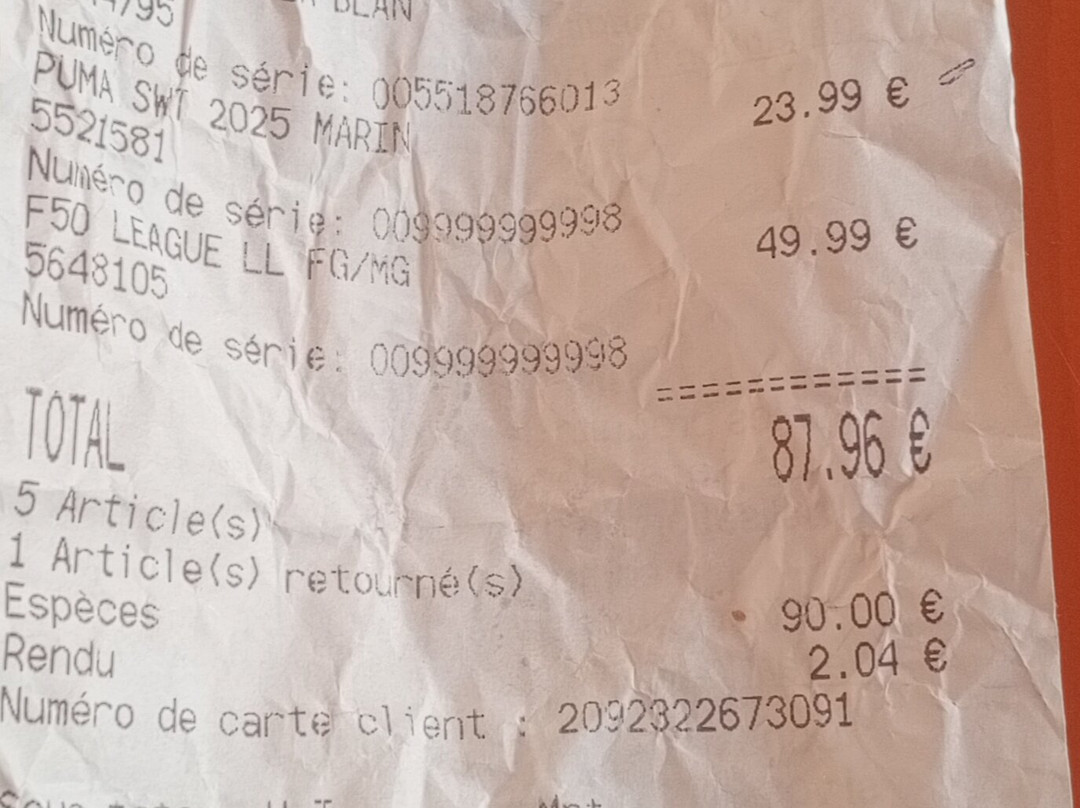 4795 BLAN
Numéro de série: 005518766013
PUMA SWT 2025 MARIN 23.99 €
5521581
Numéro de série: 009999999998
F50 LEAGUE LL FG/MG 49.99 €
5648105
Numéro de série: 009999999998
============
TOTAL 87.96 €
5 Article(s)
1 Article(s) retourné(s)
Espèces 90.00 €
Rendu 2.04 €
Numéro de carte client : 2092322673091